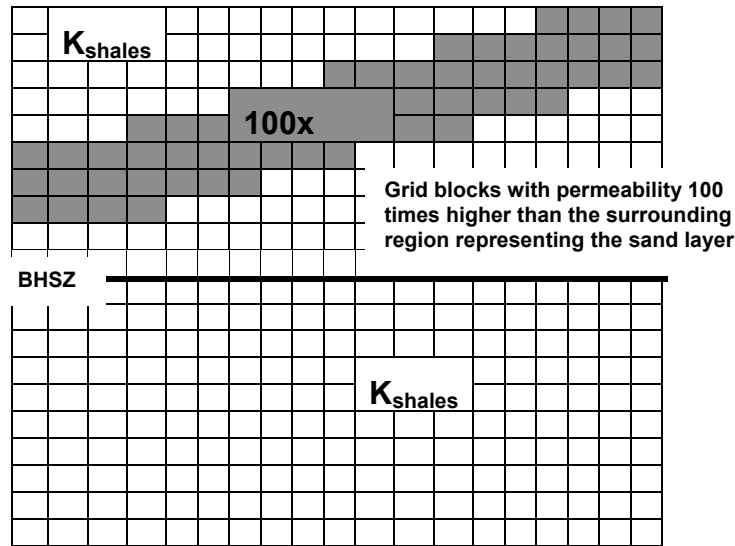 Kshales
100x
Grid blocks with permeability 100
times higher than the surrounding
region representing the sand layer
BHSZ
Kshales